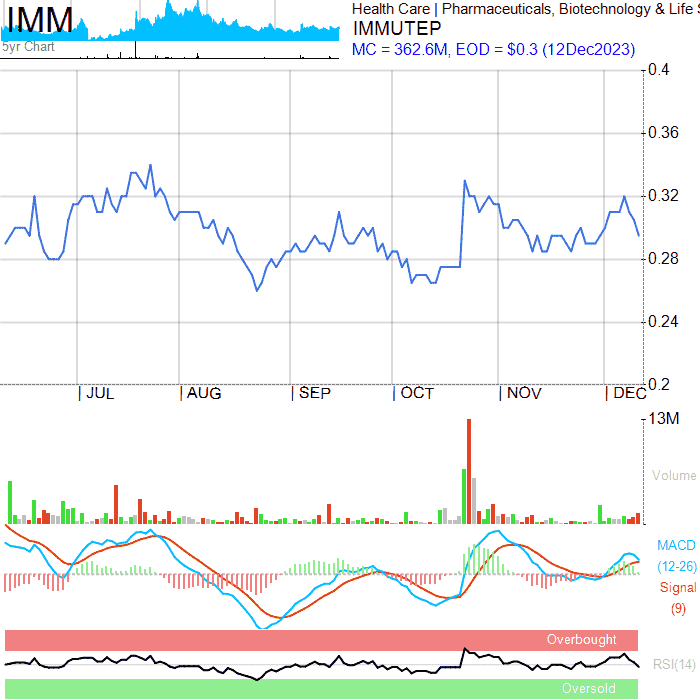 IMM
5yr Chart
Health Care | Pharmaceuticals, Biotechnology & Life
IMMUTEP
MC = 362.6M, EOD = $0.3 (12Dec2023)
0.4
0.36
0.32
0.28
0.24
0.2
| JUL | AUG | SEP | OCT | NOV | DEC
13M
Volume
MACD
(12-26)
Signal
(9)
Overbought
RSI(14)
Oversold